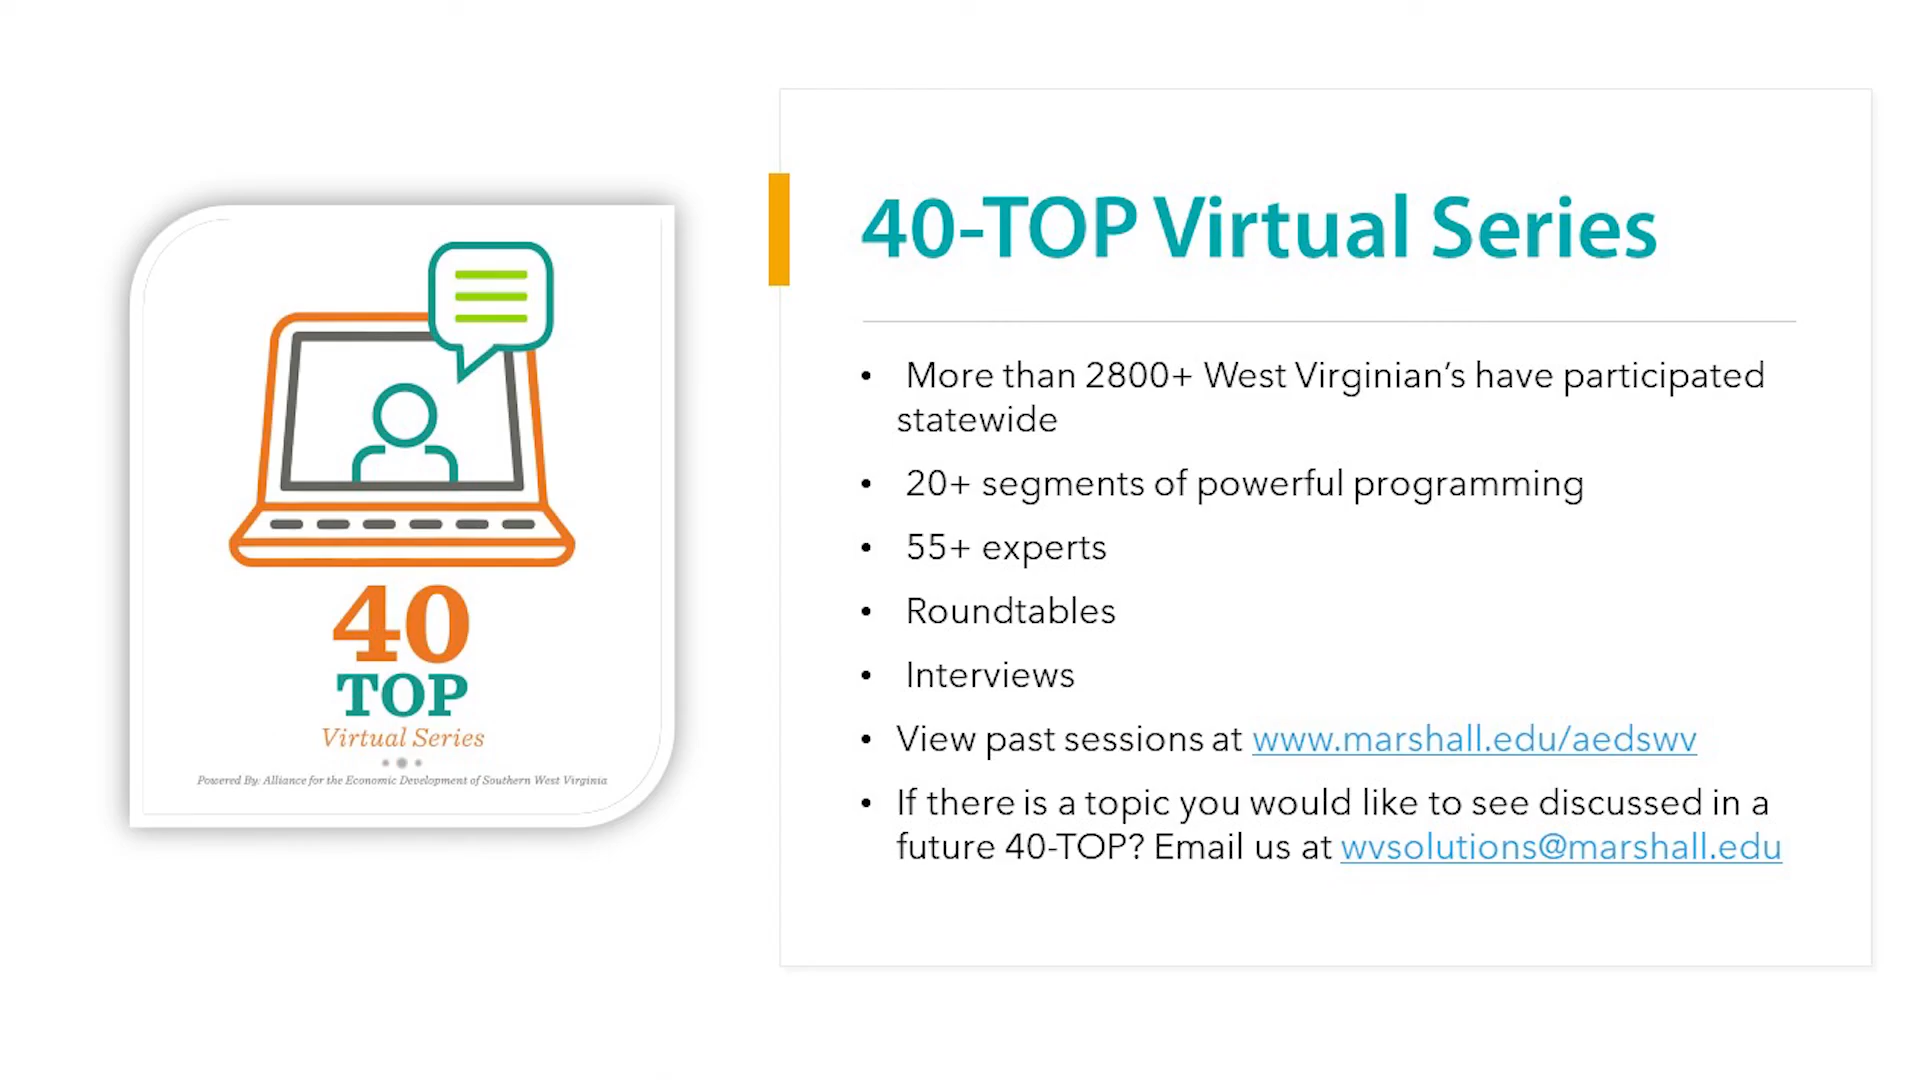 40
TOP
Virtual Series
Powered By: Alliance for the Economic Development of Southern West Virginia
40-TOP Virtual Series
• More than 2800+ West Virginian’s have participated
statewide
• 20+ segments of powerful programming
• 55+ experts
• Roundtables
• Interviews
• View past sessions at www.marshall.edu/aedswv
• If there is a topic you would like to see discussed in a
future 40-TOP? Email us at wvsolutions@marshall.edu